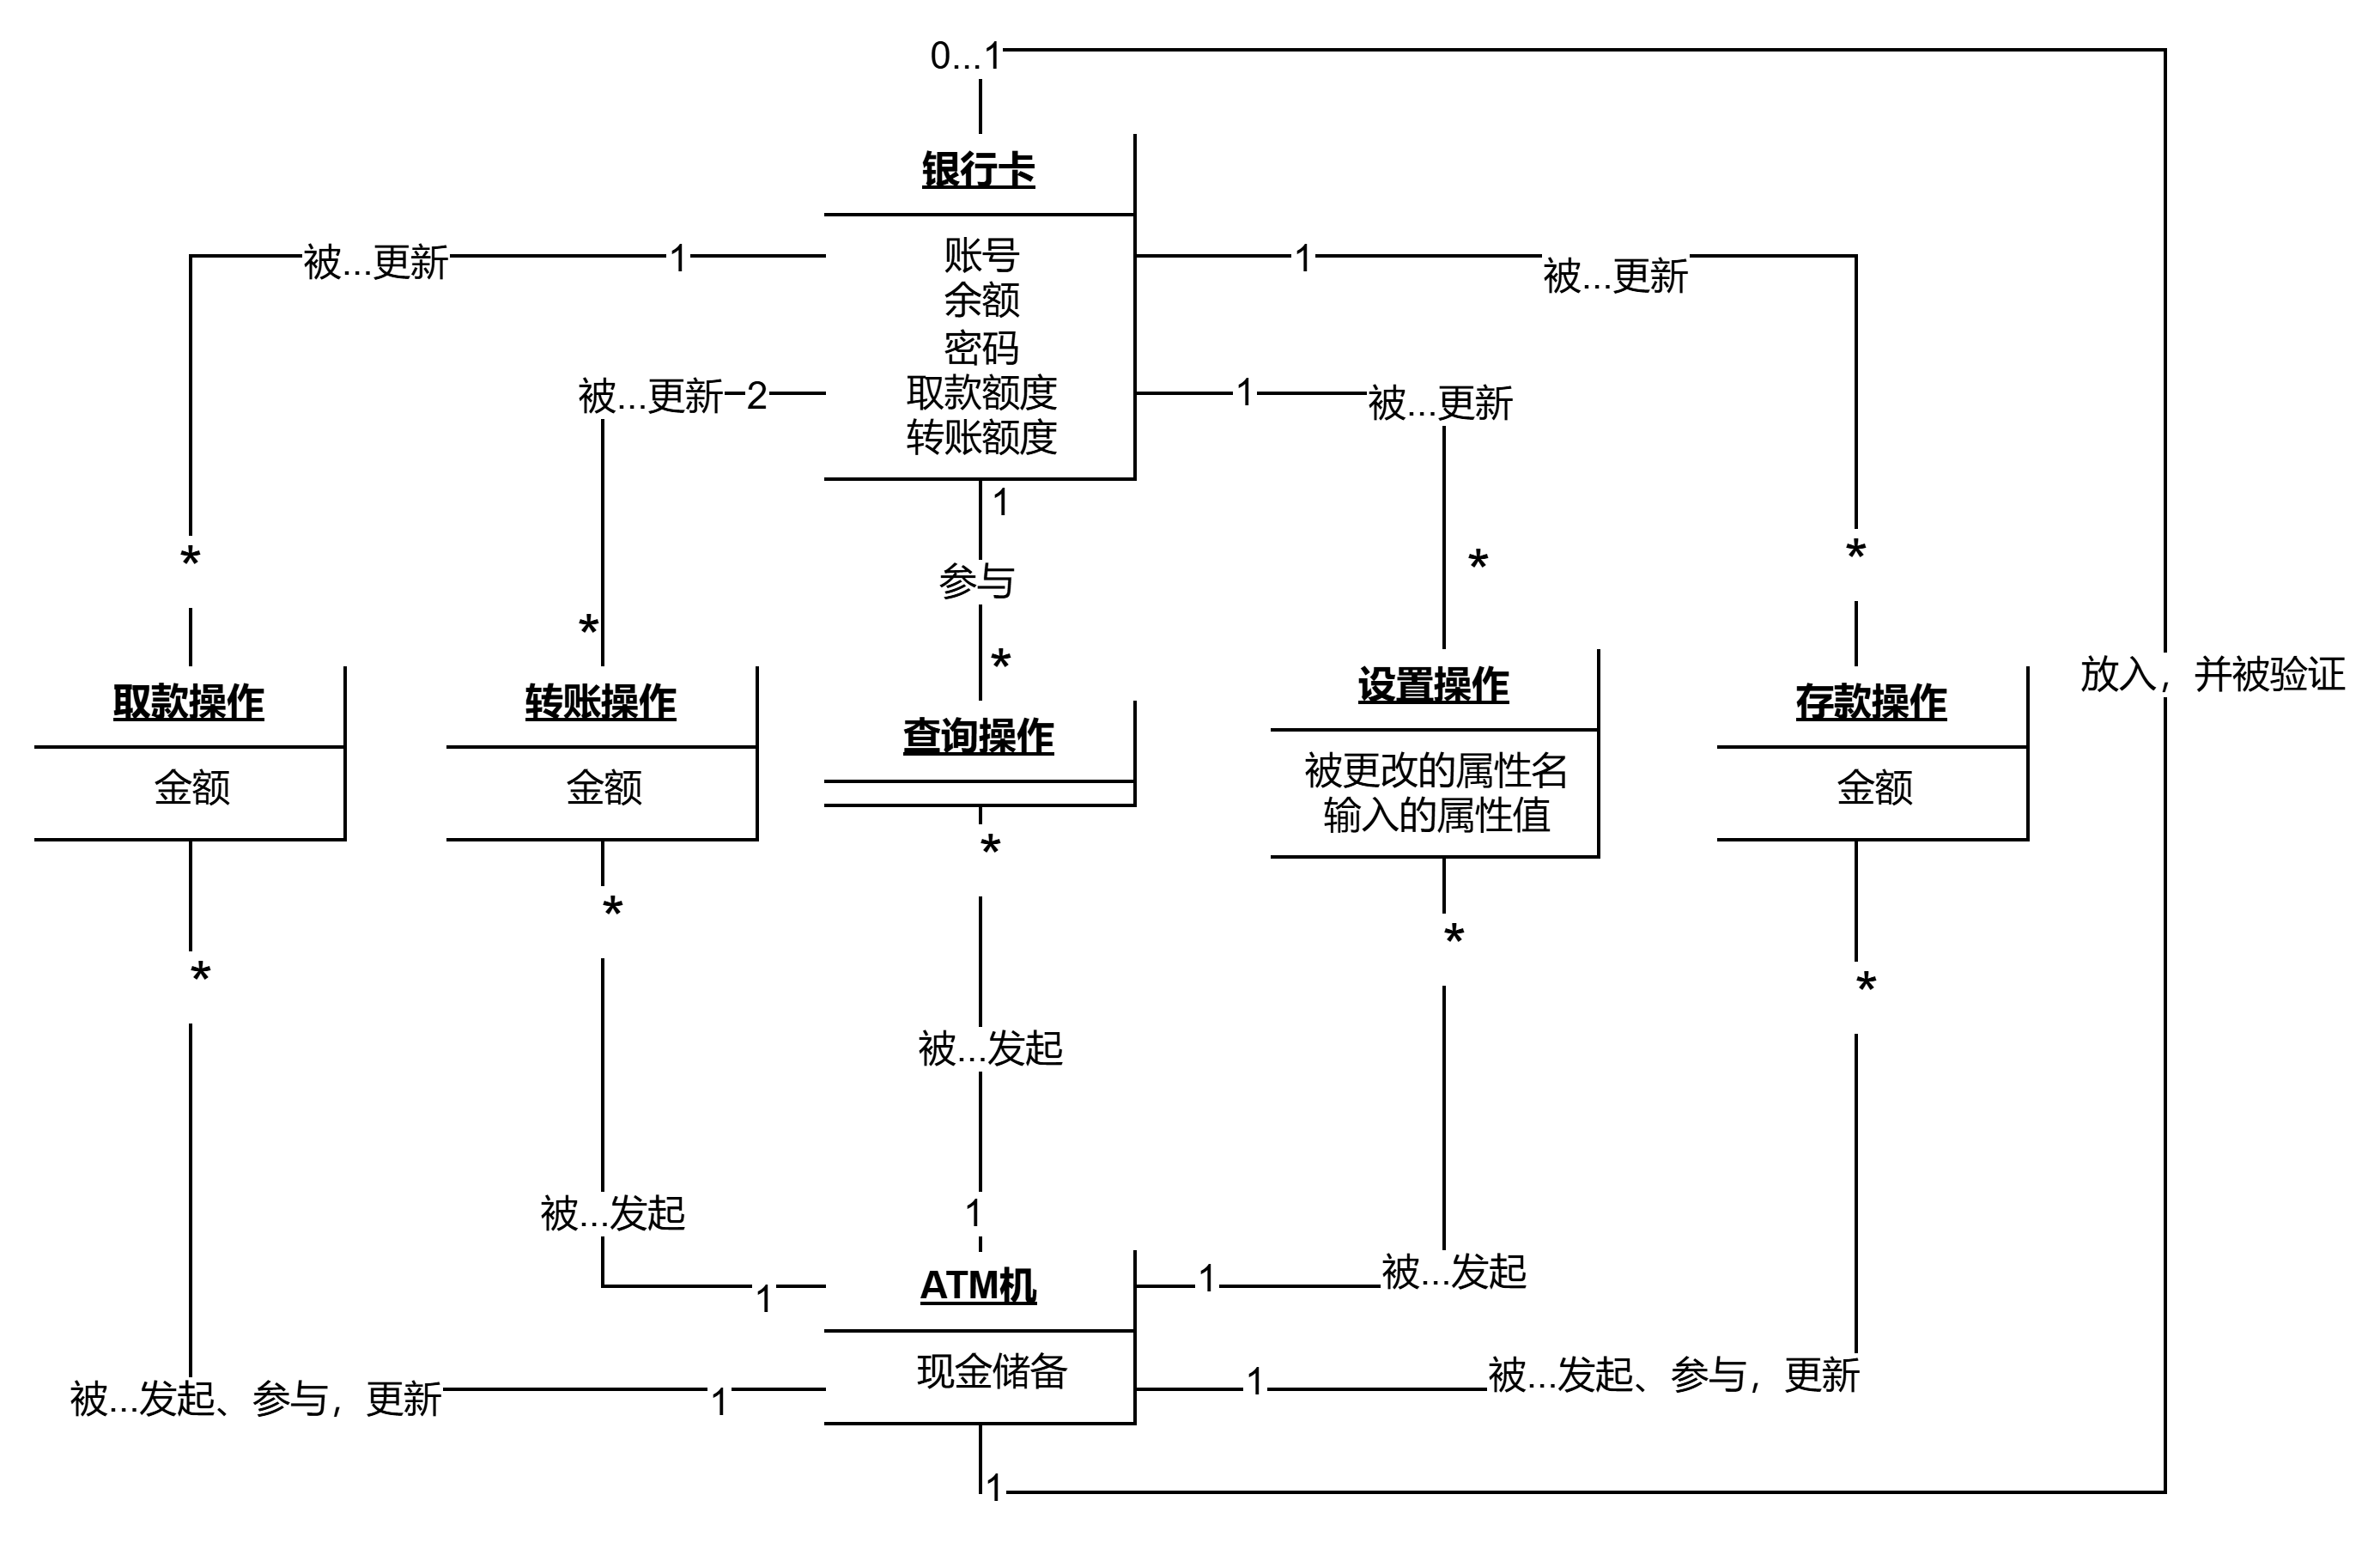 0...1
银行卡
账号
余额
密码
取款额度
转账额度
被...更新
1
1
被...更新
被...更新
2
1
被...更新
1
参与
*
*
*
*
*
取款操作
金额
转账操作
金额
查询操作
设置操作
被更改的属性名
输入的属性值
存款操作
金额
放入，并被验证
*
*
*
*
*
被...发起
被...发起
1
1
ATM机
现金储备
1
被...发起
被...发起、参与，更新
1
1
被...发起、参与，更新
1